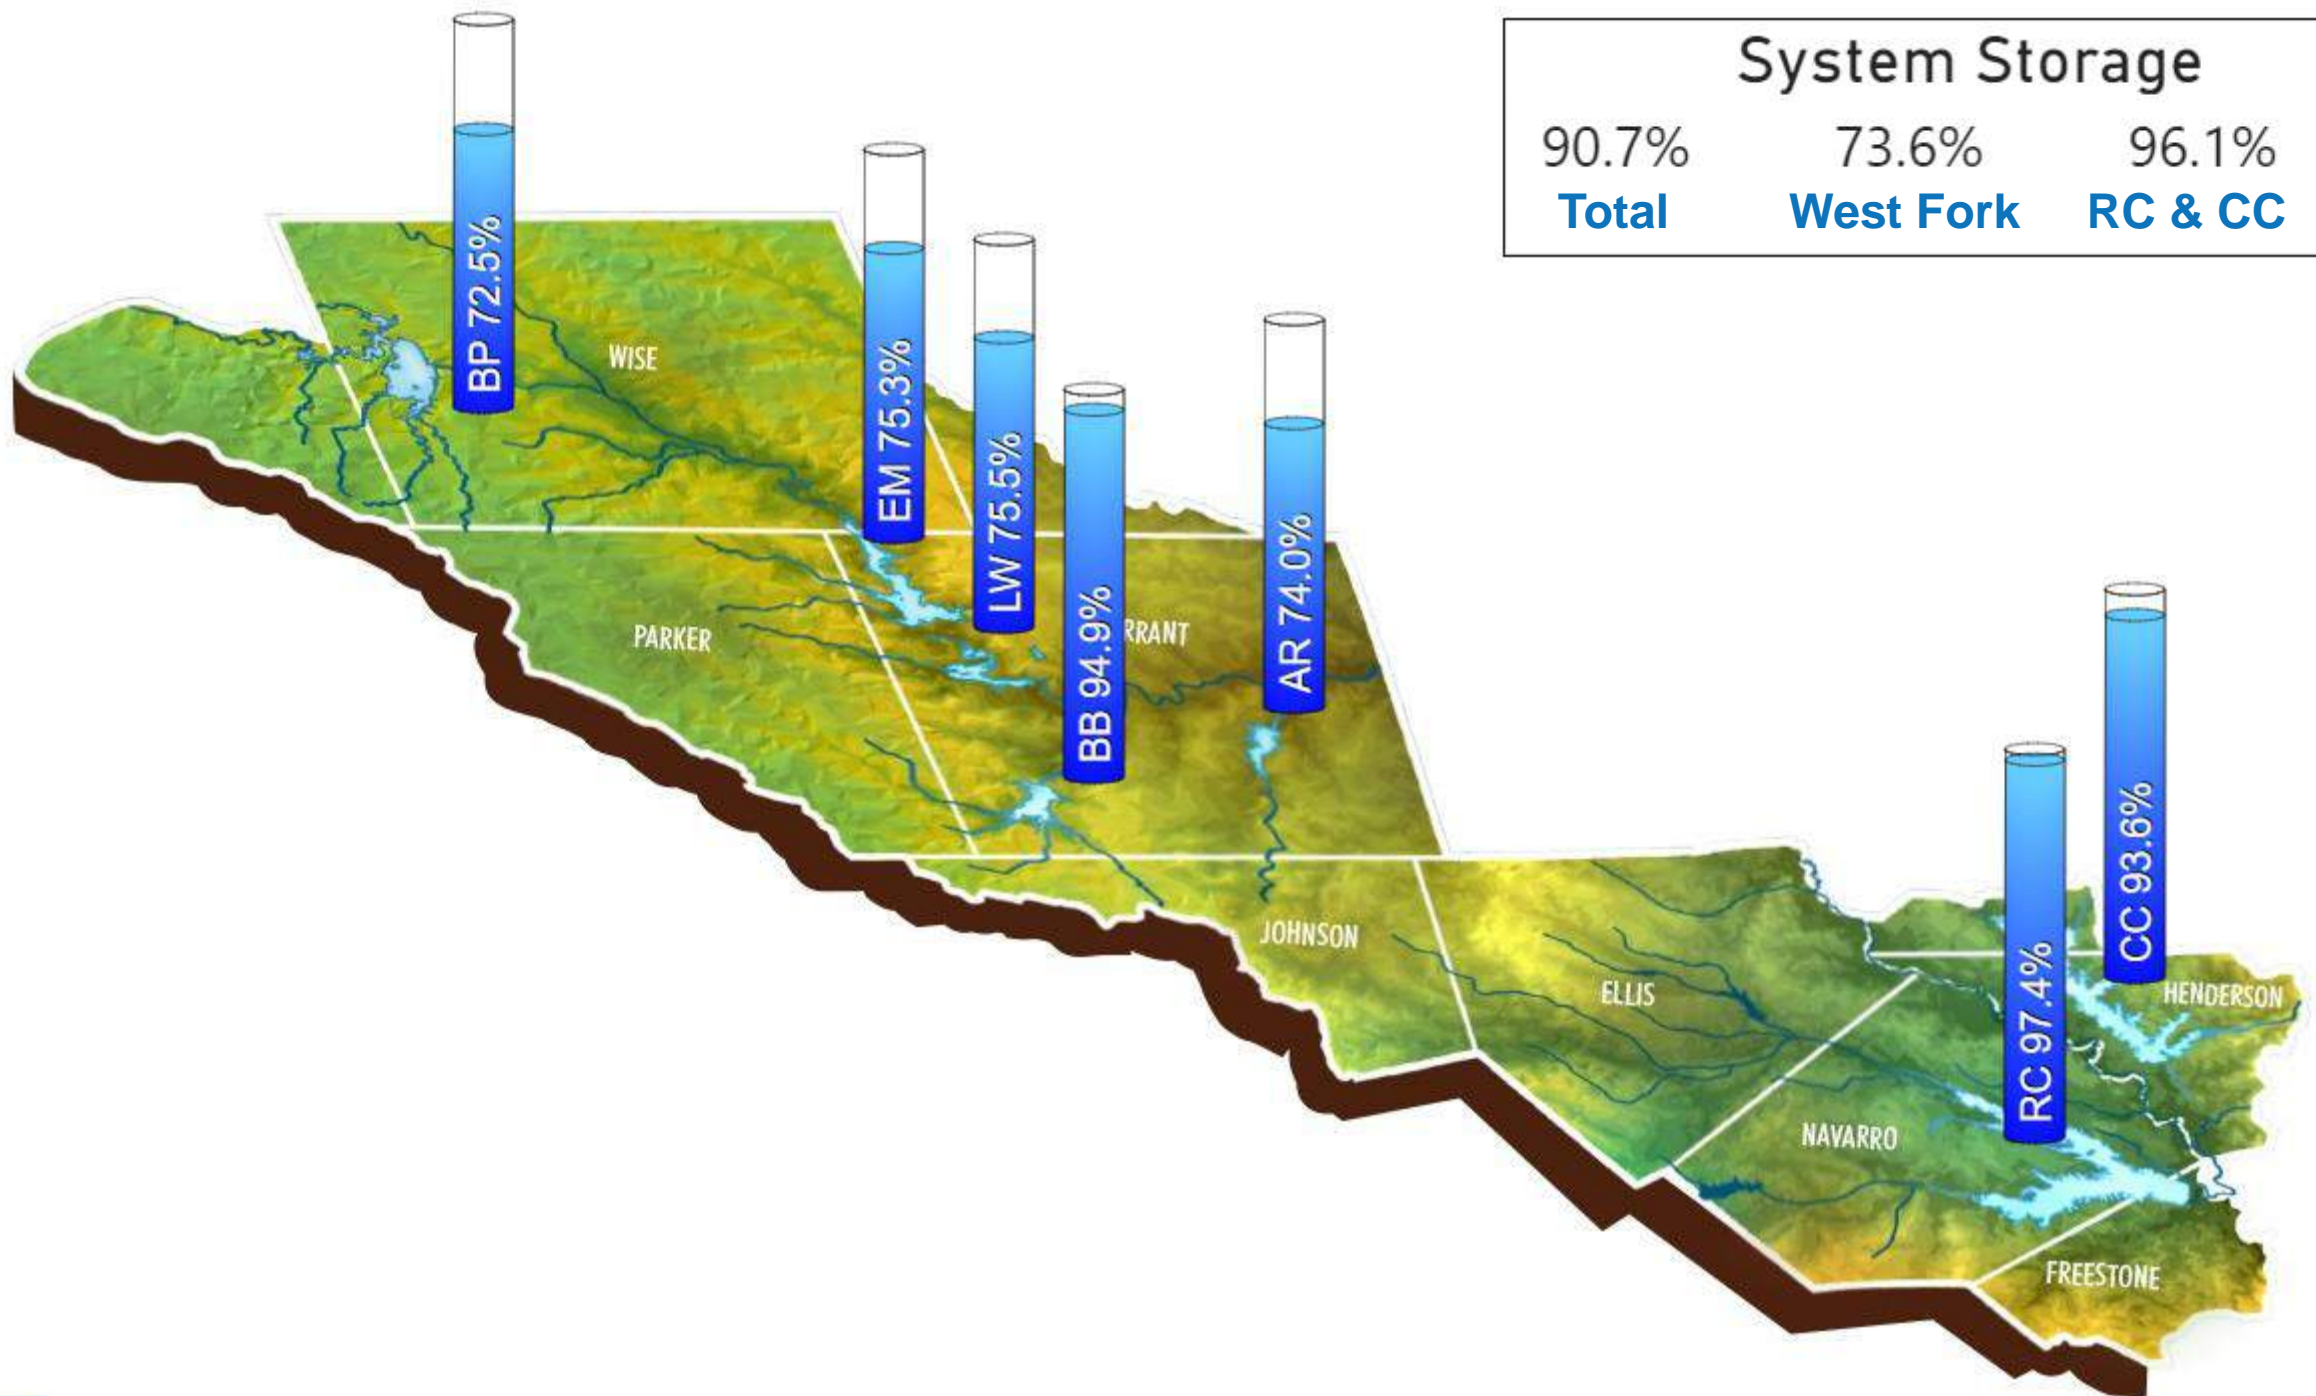 System Storage
90.7% 73.6% 96.1%
Total West Fork RC & CC
BP 72.5%
WISE
EM 75.3%
LW 75.5%
BB 94.9%
RRANT
AR 74.0%
PARKER
CC 93.6%
RC 97.4%
JOHNSON
ELLIS
HENDERSON
NAVARRO
FREESTONE